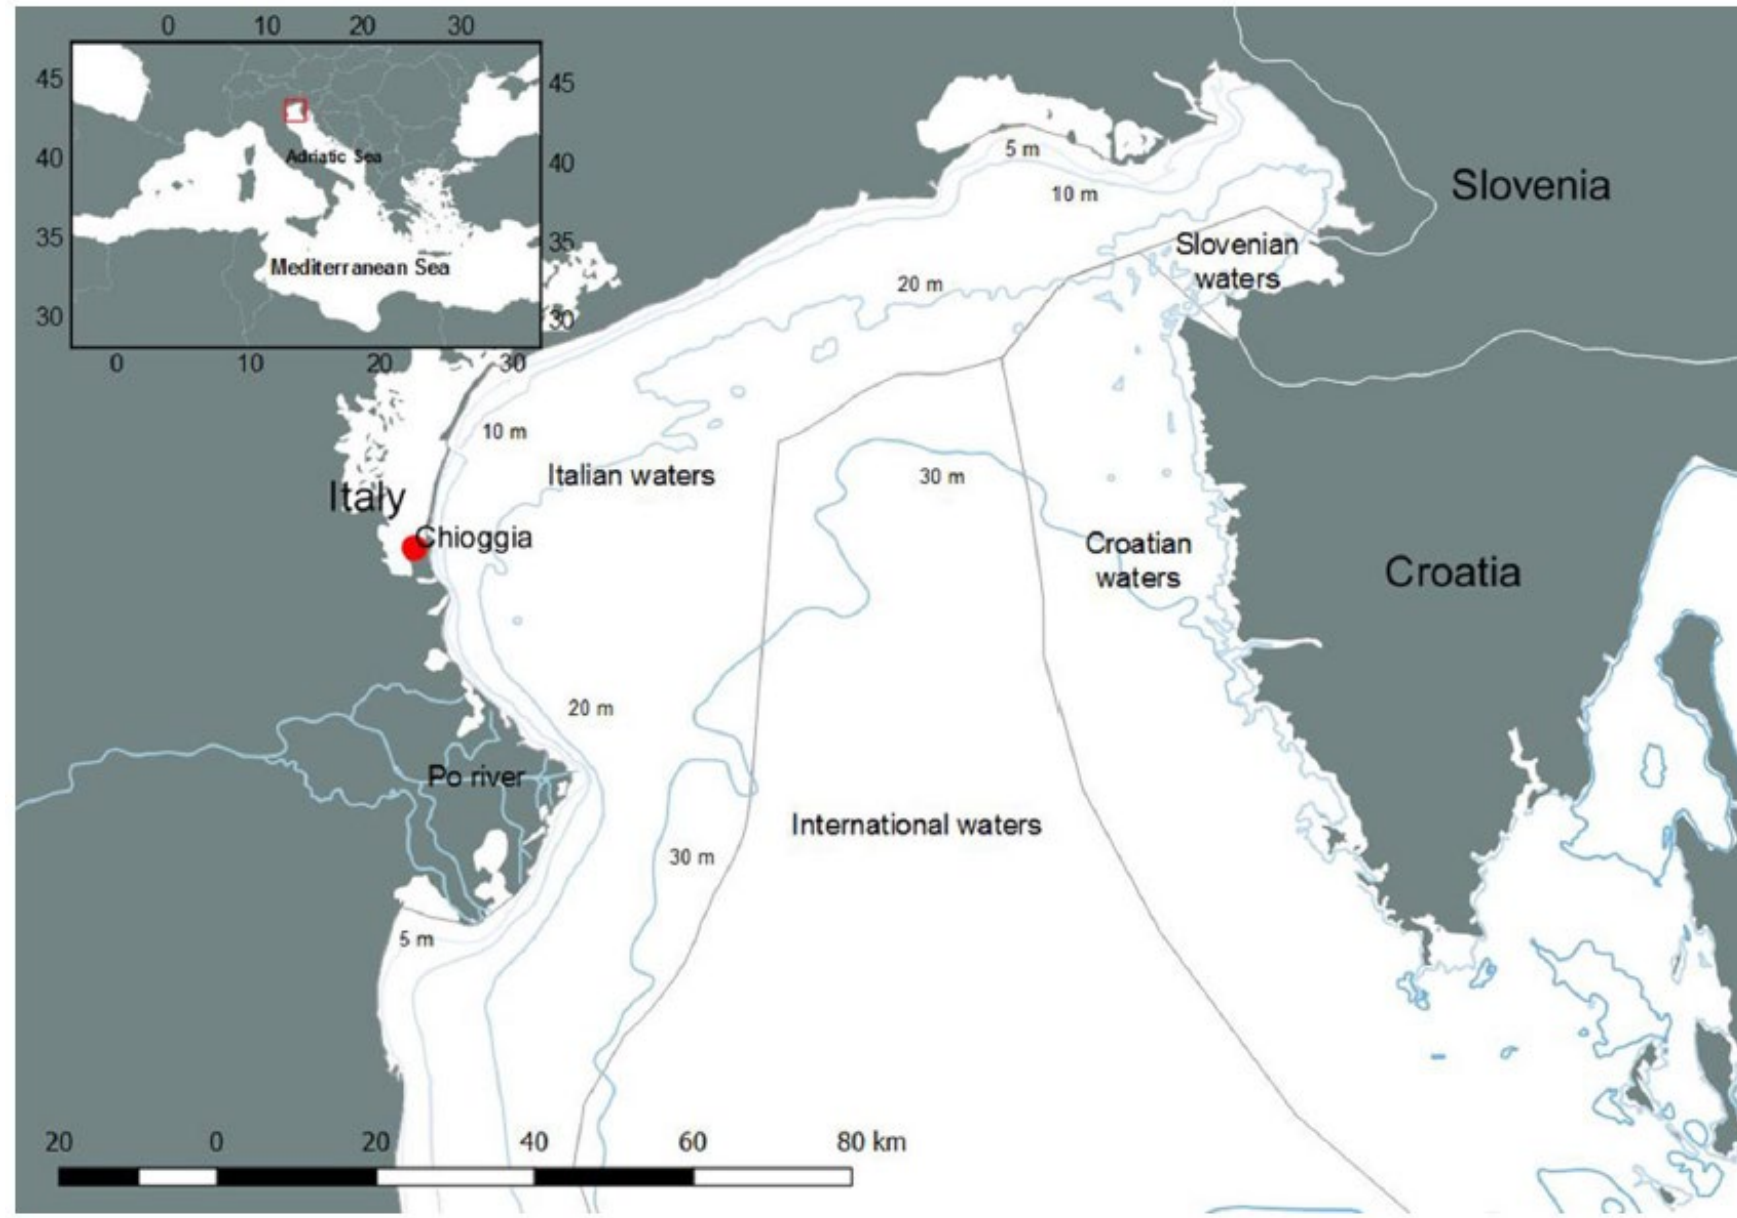 0 10 20 30
45 45
40 40
35 35
30 30
0 10 20 30
Adriatic Sea
Mediterranean Sea
5 m
10 m
Slovenia
Slovenian
waters
20 m
10 m
Italian waters
30 m
Italy
Chioggia
Croatian
waters
Croatia
20 m
Po river
International waters
30 m
5 m
20 0 20 40 60 80 km